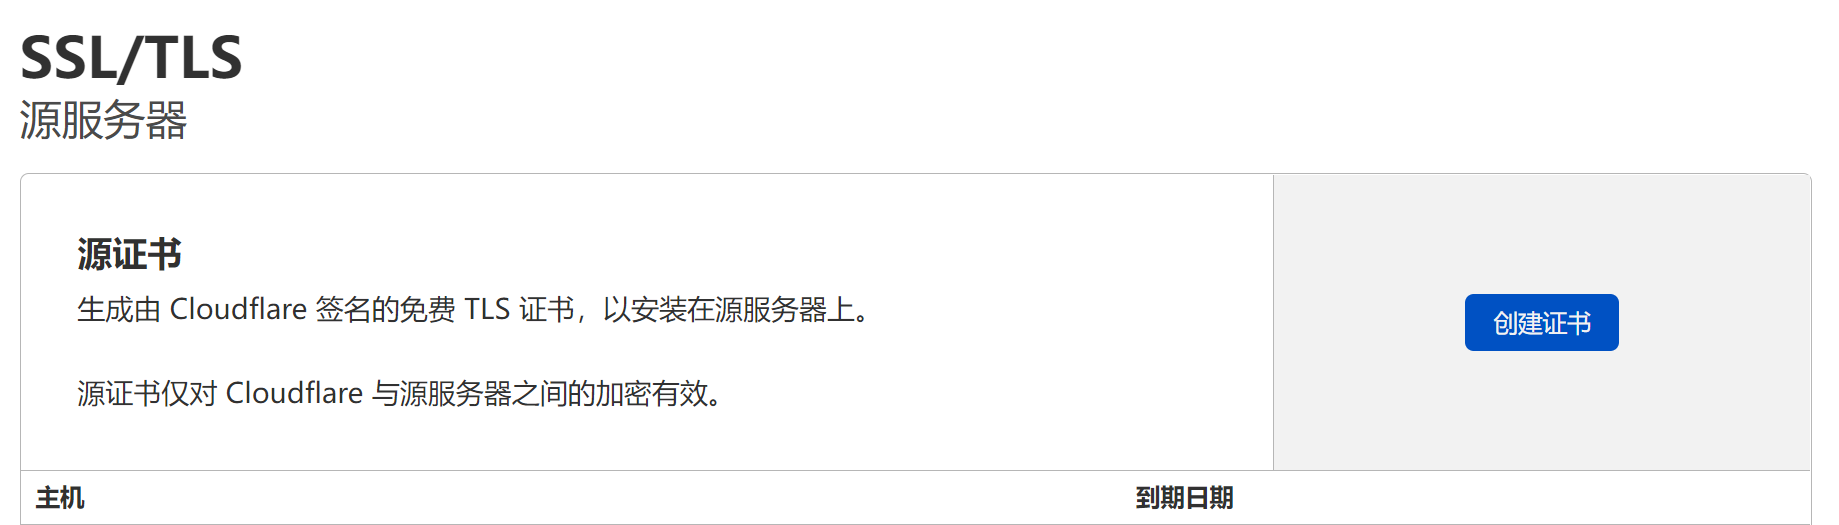 SSL/TLS
源服务器
源证书
生成由 Cloudflare 签名的免费 TLS 证书，以安装在源服务器上。
创建证书
源证书仅对 Cloudflare 与源服务器之间的加密有效。
主机
到期日期